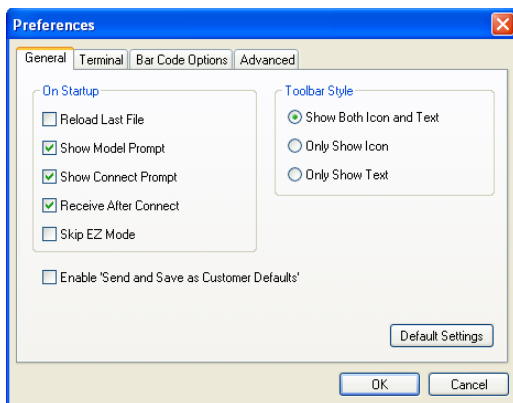 Preferences
General Terminal Bar Code Options Advanced
On Startup
Reload Last File
Show Model Prompt
Show Connect Prompt
Receive After Connect
Skip EZ Mode
Toolbar Style
Show Both Icon and Text
Only Show Icon
Only Show Text
Enable 'Send and Save as Customer Defaults'
Default Settings
OK Cancel